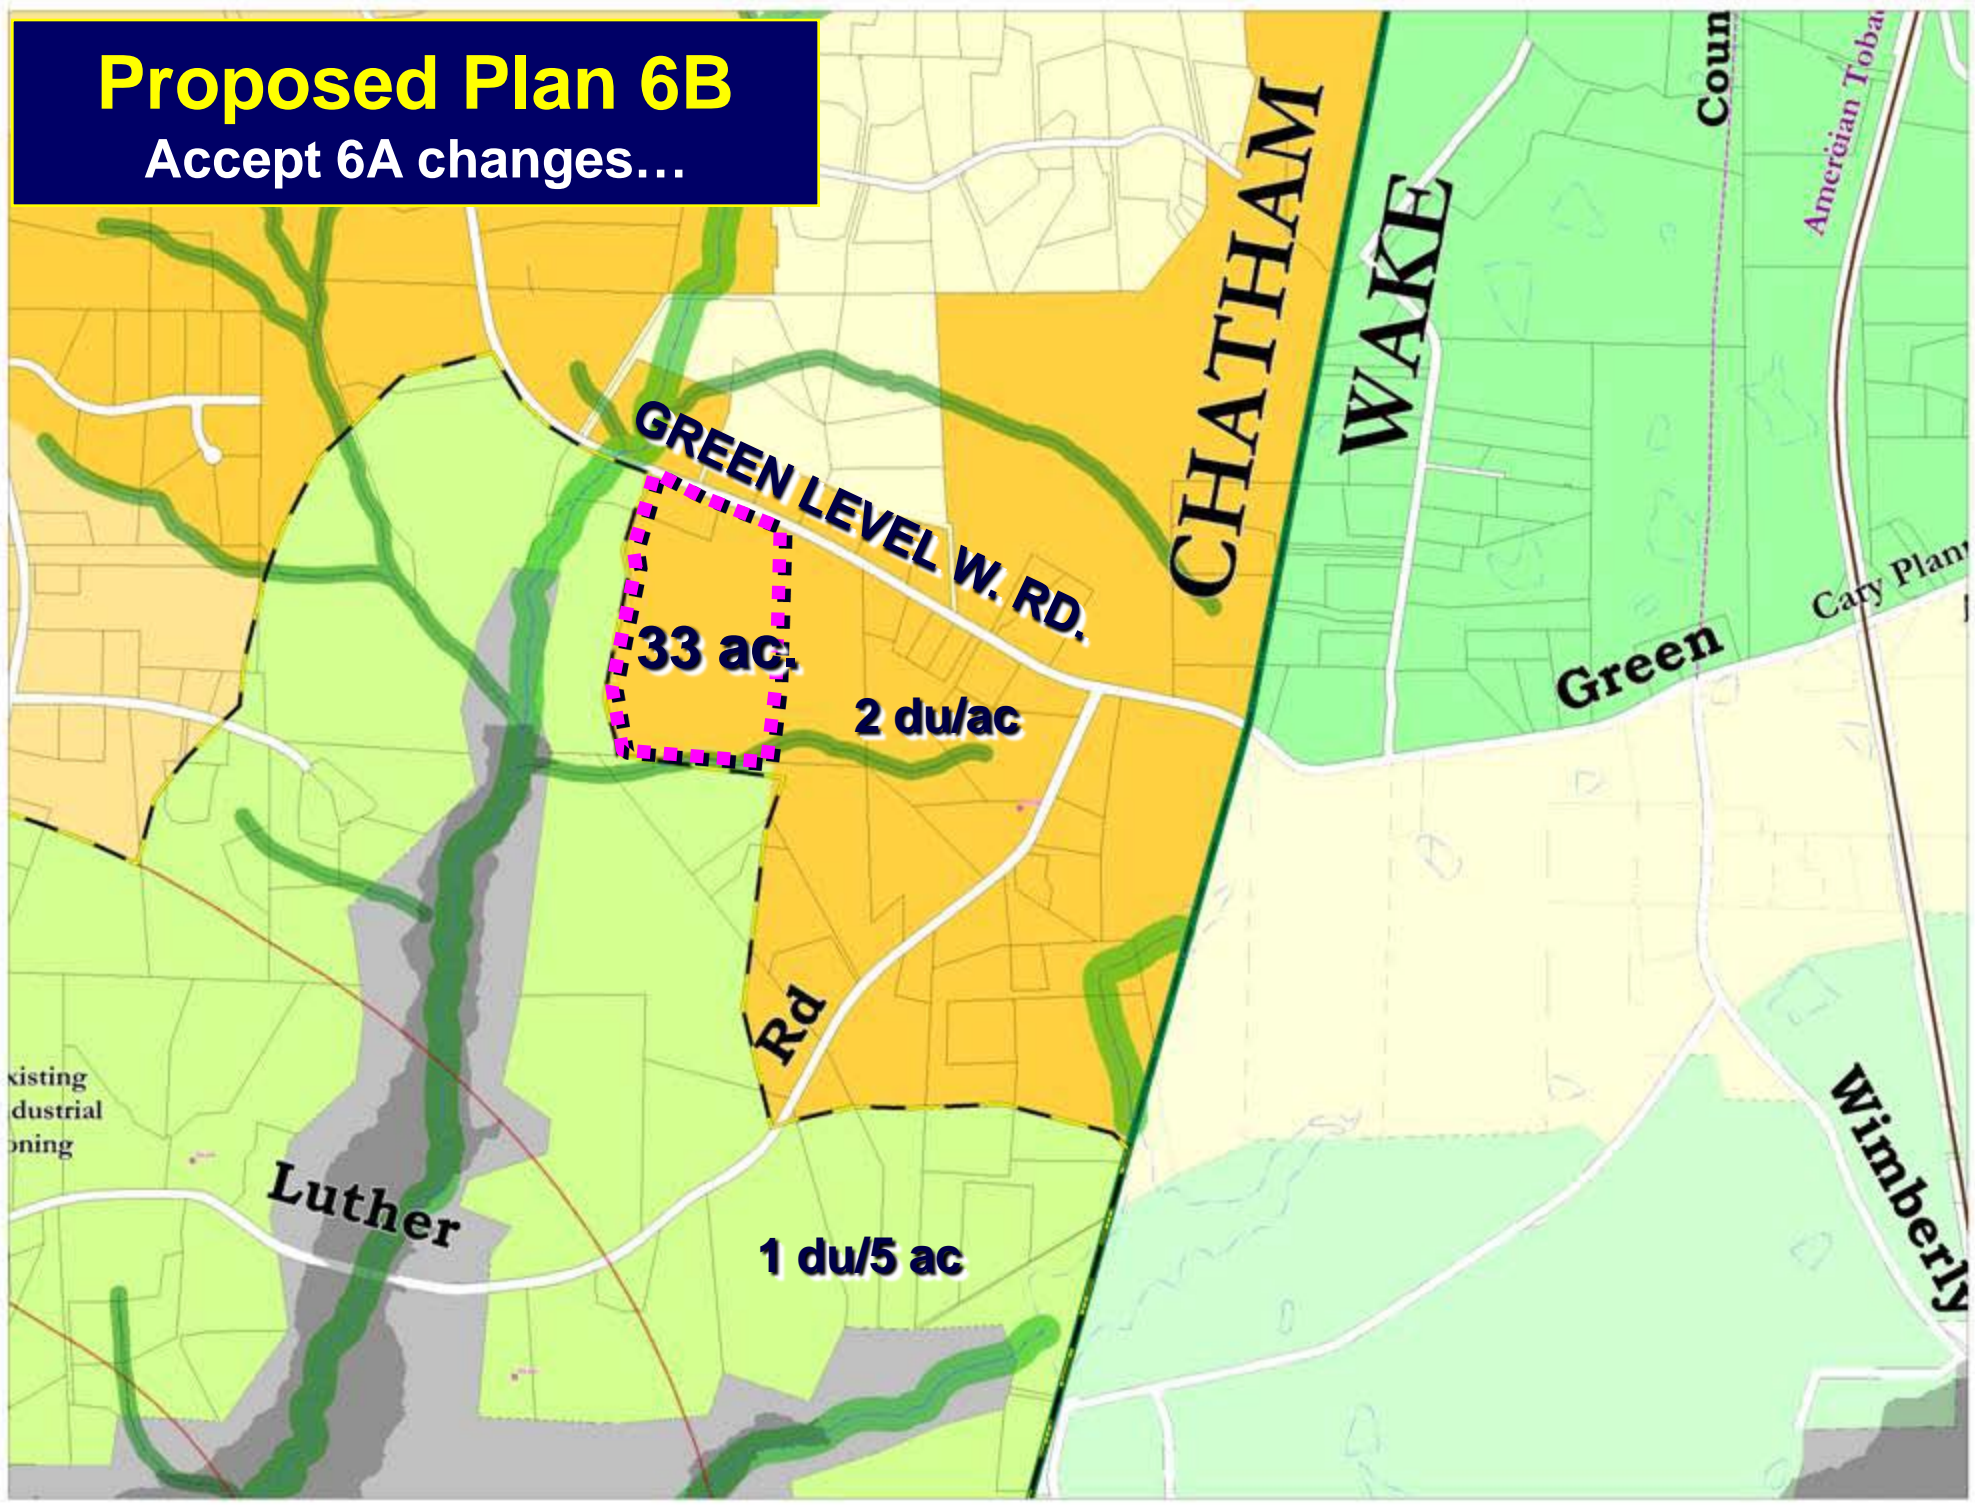 Proposed Plan 6B
Accept 6A changes…
CHATHAM
WAKE
Coun
Ameroian Toba
GREEN LEVEL W. RD.
33 ac.
2 du/ac
Cary Plan
Green
Rd
xisting
dustrial
oning
Luther
1 du/5 ac
Wimberly